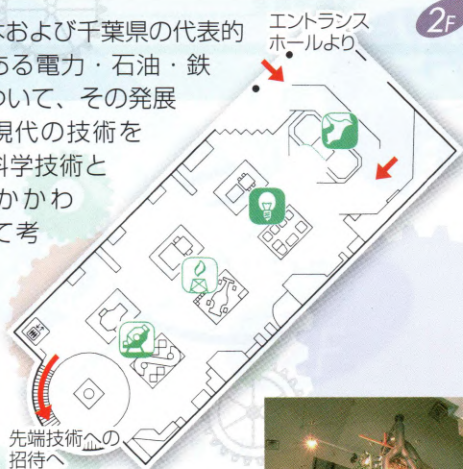 および千葉県の代表的
ある電力・石油・鉄
ついて、その発展
現代の技術を
科学技術と
かかわ
て考
エントランス
ホールより
2F
先端技術への
招待へ